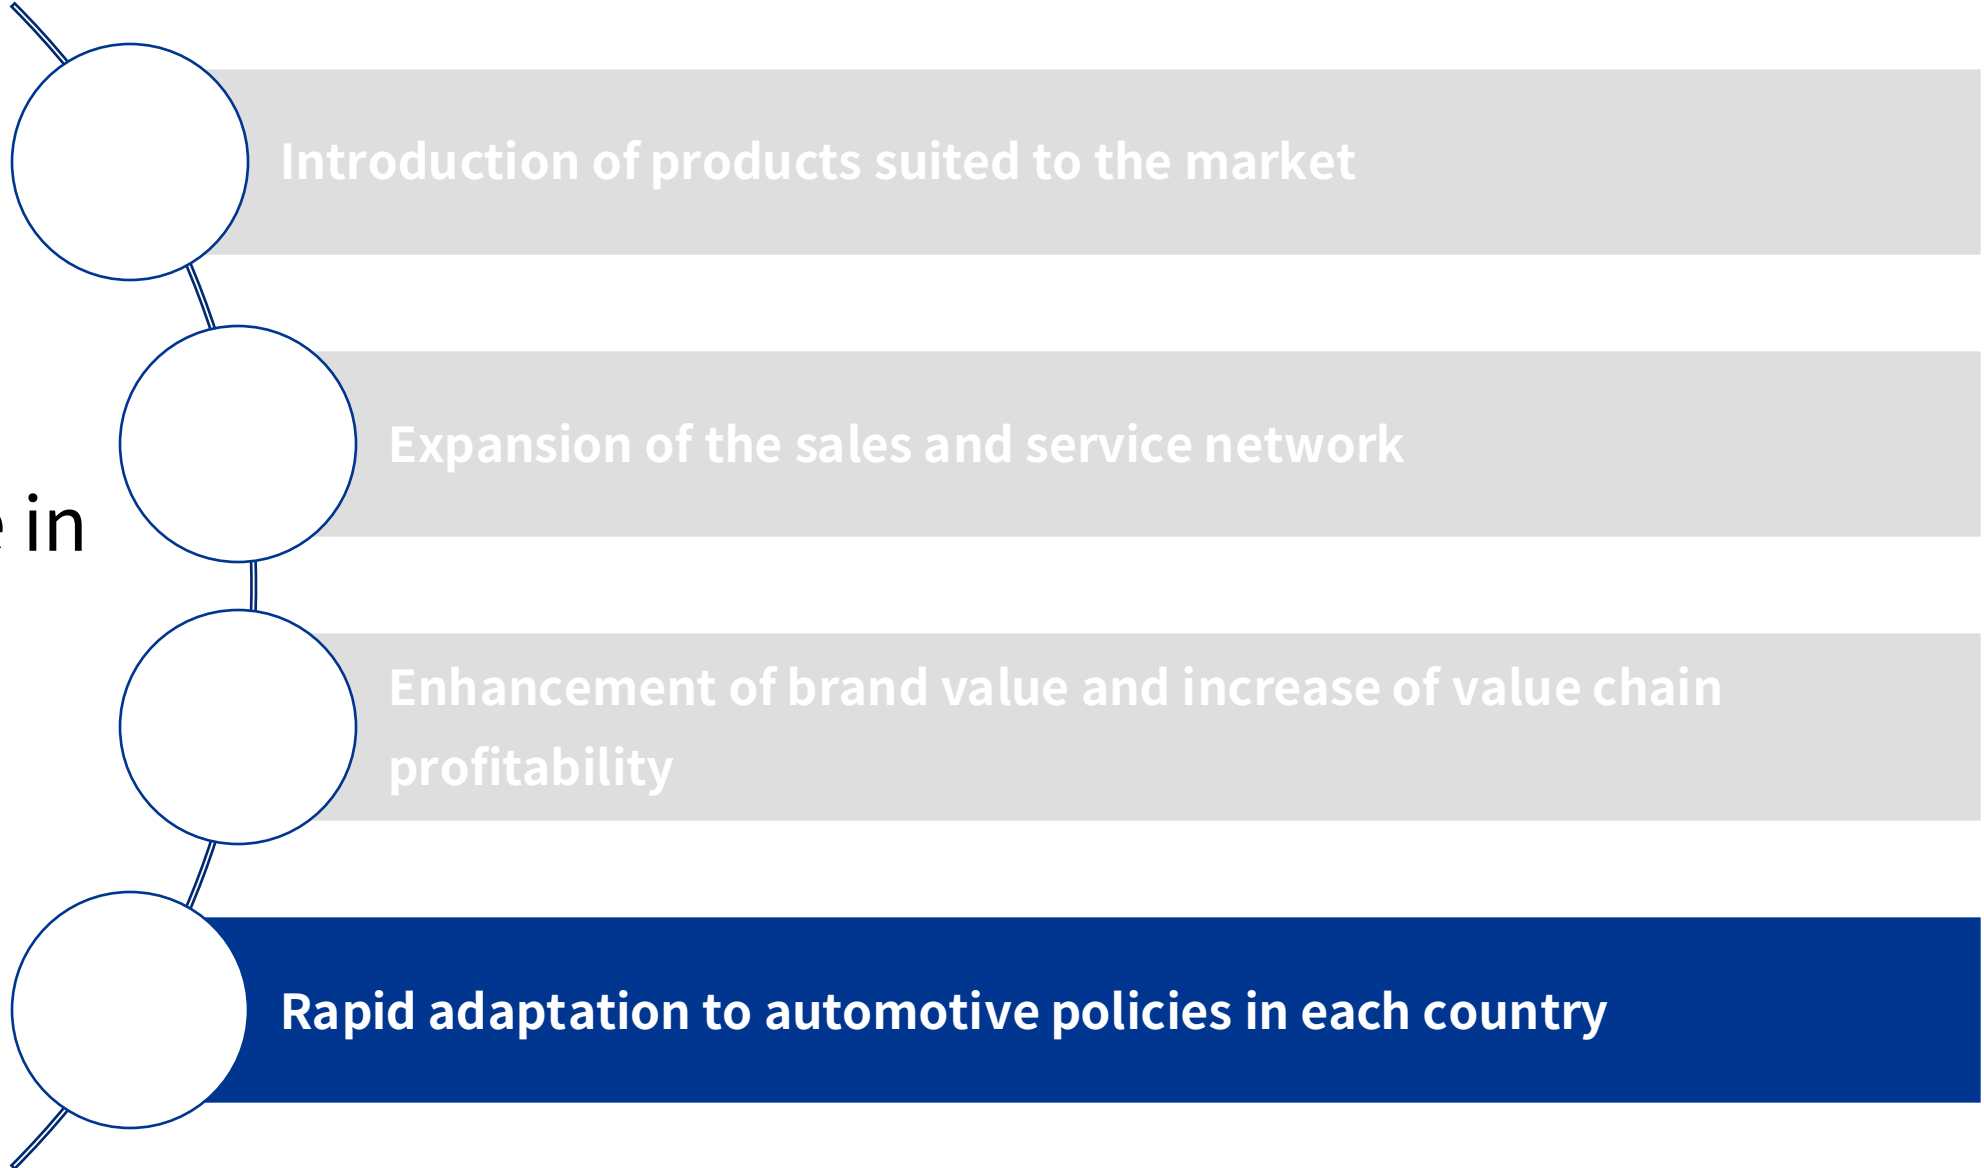 Introduction of products suited to the market
Expansion of the sales and service network
in
Enhancement of brand value and increase of value chain
profitability
Rapid adaptation to automotive policies in each country